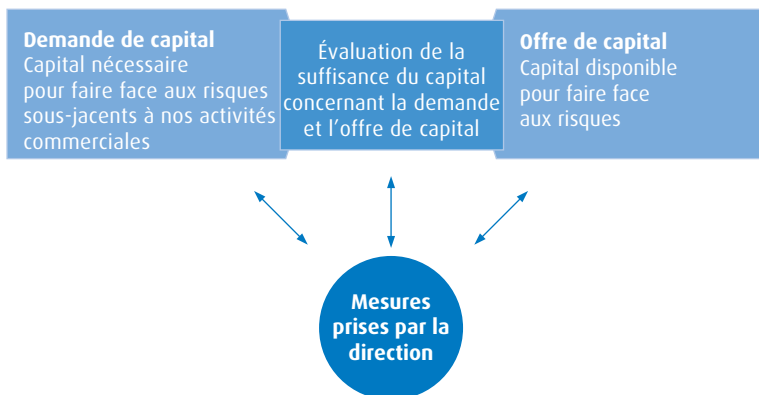 Demande de capital
Capital nécessaire
pour faire face aux risques
sous-jacents à nos activités
commerciales
Évaluation de la
suffisance du capital
concernant la demande
et l’offre de capital
Offre de capital
Capital disponible
pour faire face
aux risques
Mesures
prises par la
direction